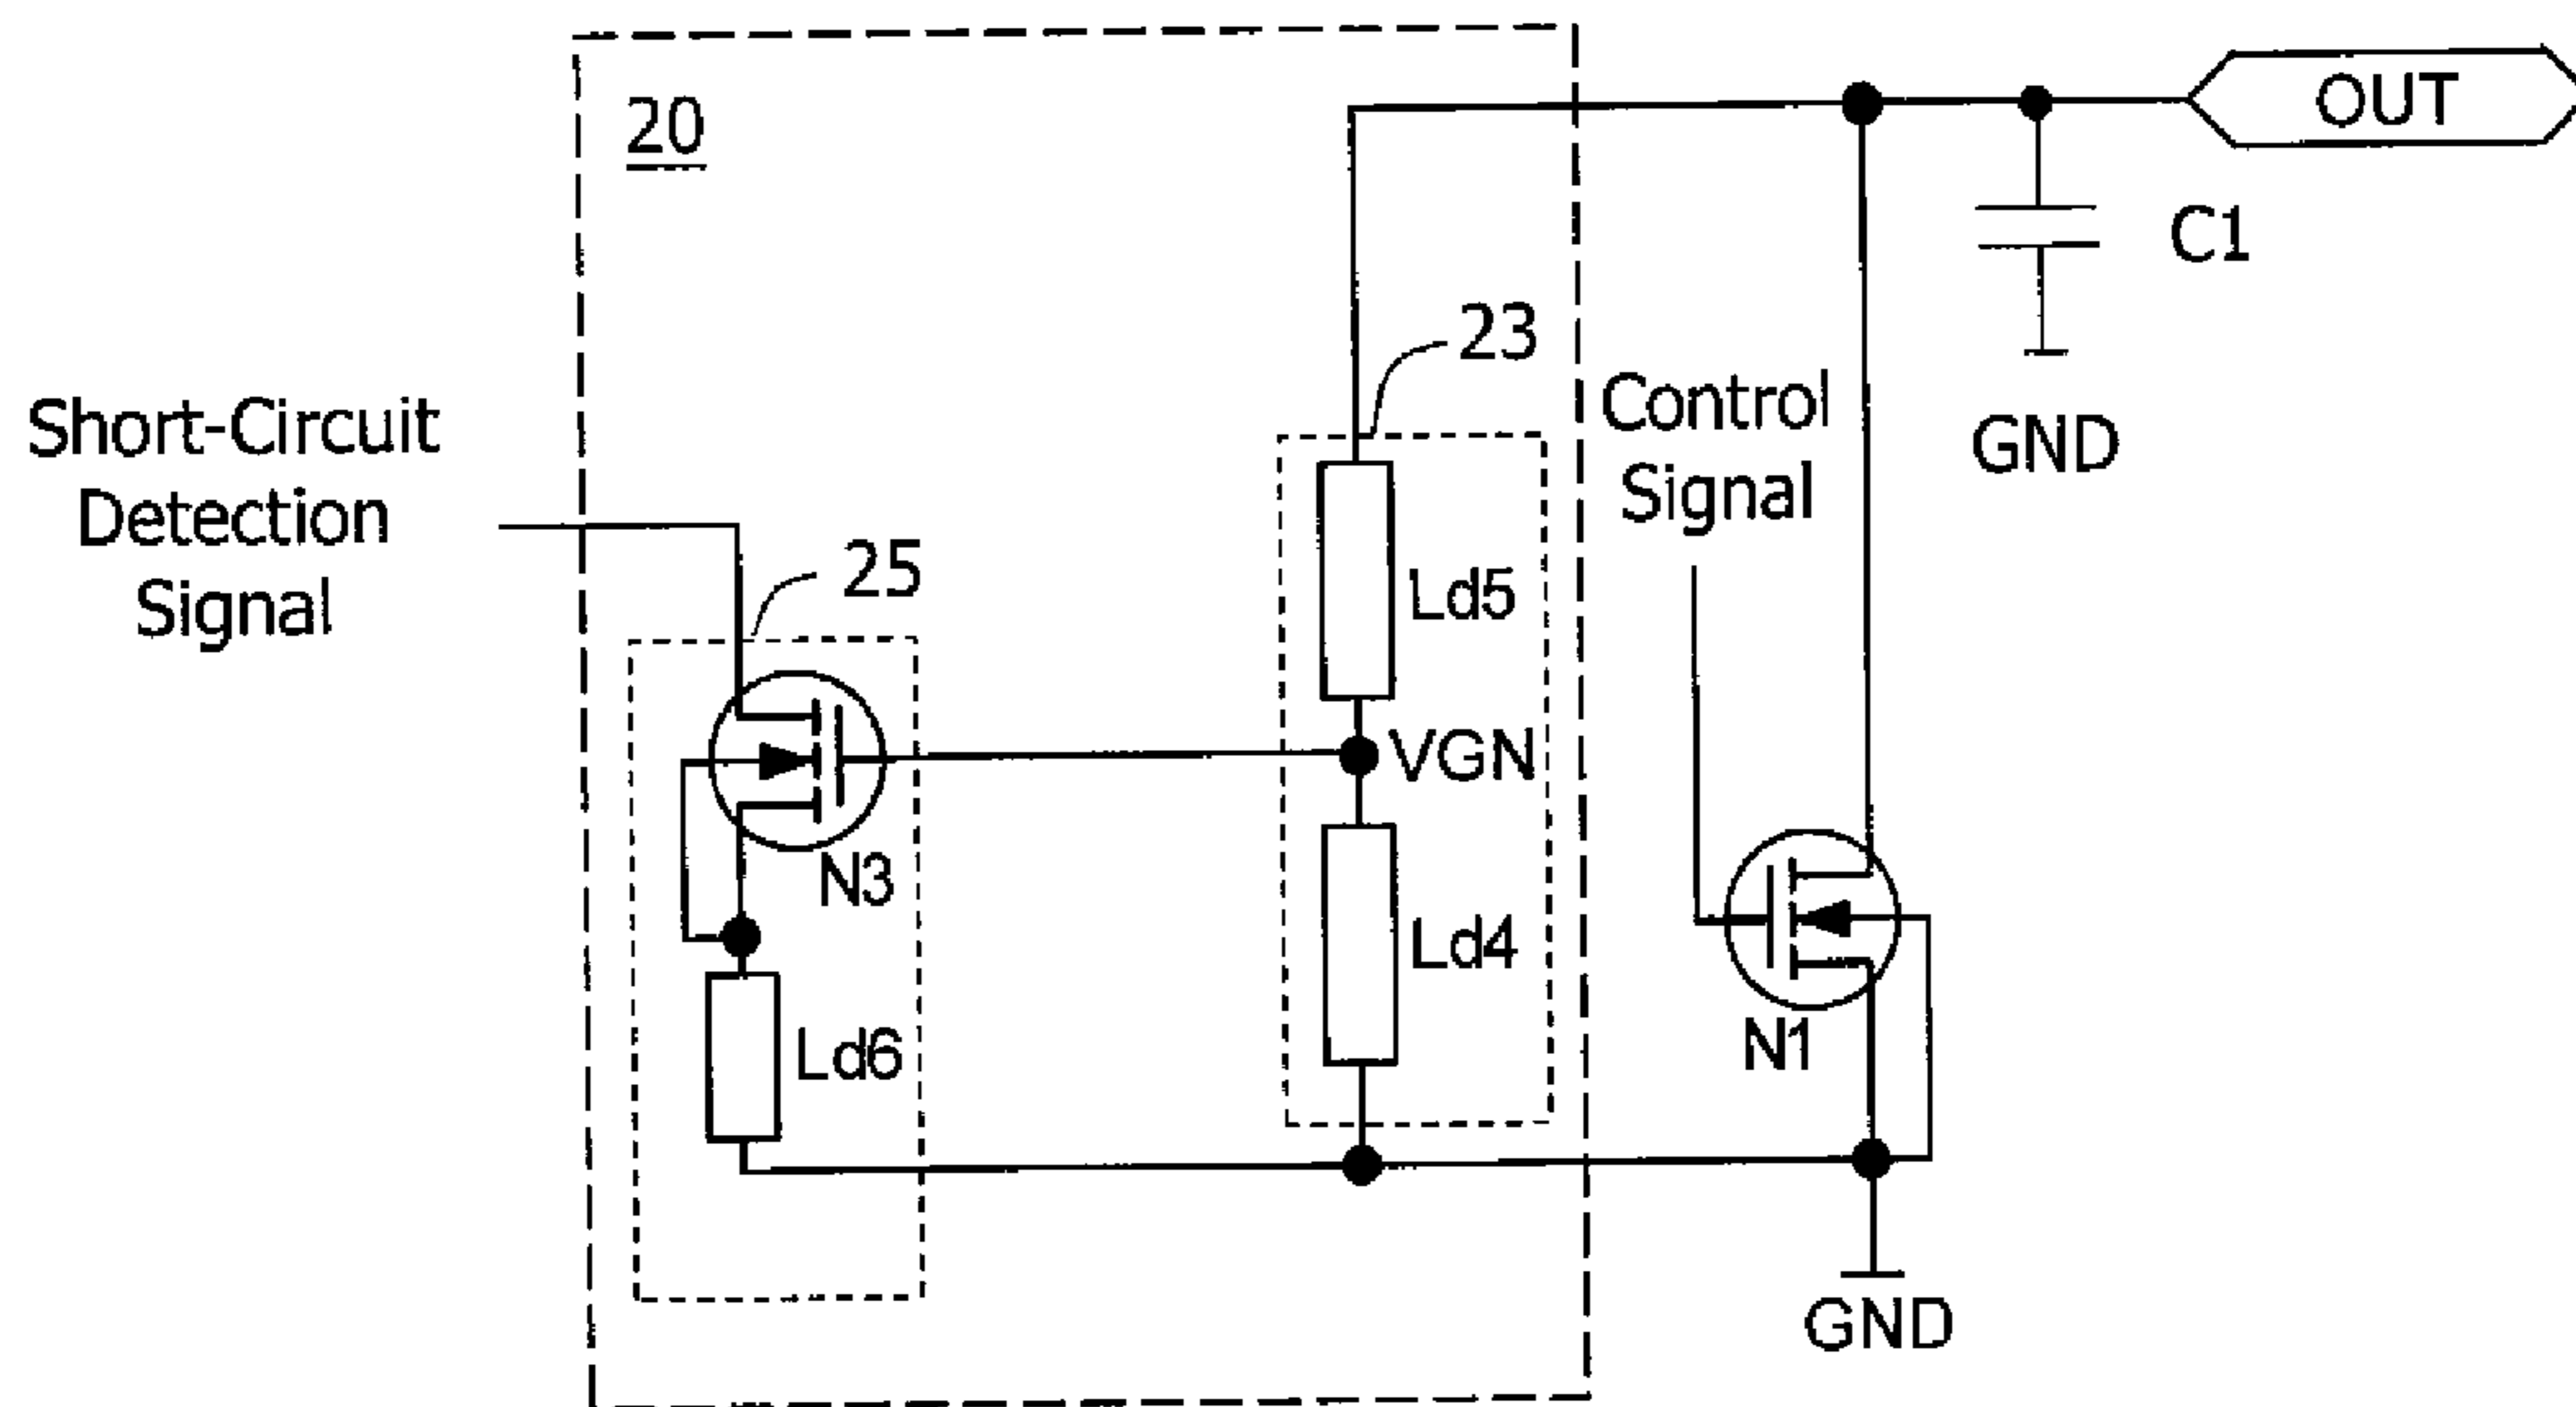 20
OUT
C1
GND
23
Control
Signal
Short-Circuit
Detection
Signal
25
Ld5
VGN
N3
Ld4
Ld6
N1
GND